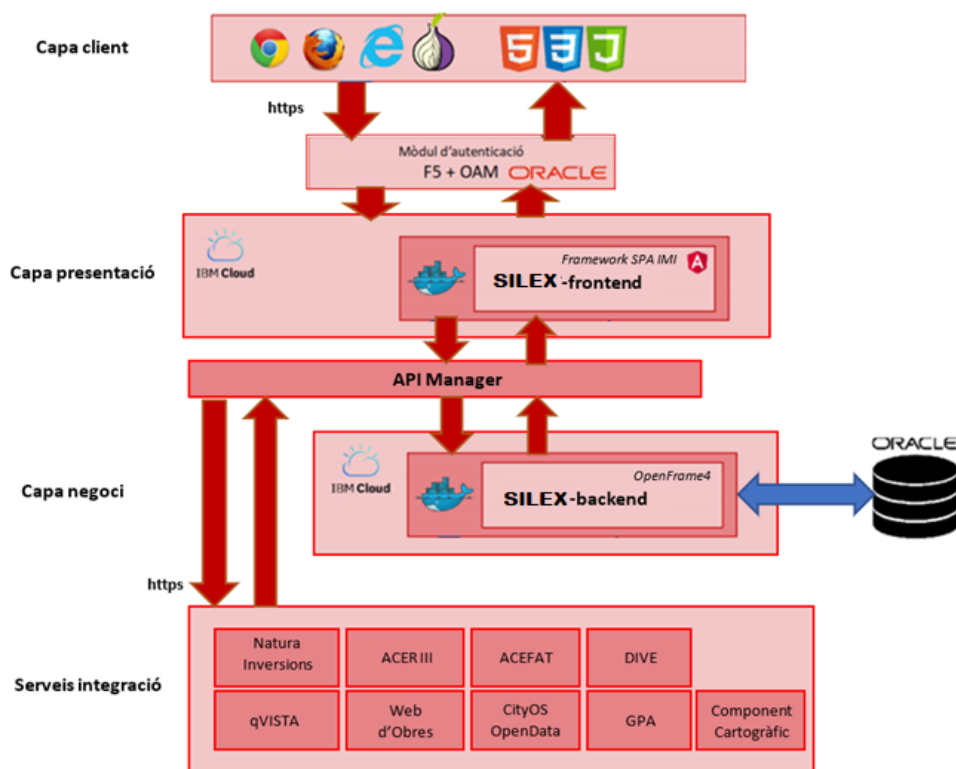 Capa client
5 3 J
https
Mòdul d'autenticació
F5 + OAM ORACLE
IBM Cloud
Framework SPA IMI
A
SILEX -frontend
Capa presentació
API Manager
ORACLE
IBM Cloud
OpenFrame4
SILEX-backend
Capa negoci
https
Natura
Inversions
ACER III
ACEFAT
DIVE
Serveis integració
qVISTA
Web
d'Obres
CityOS
OpenData
GPA
Component
Cartogràfic